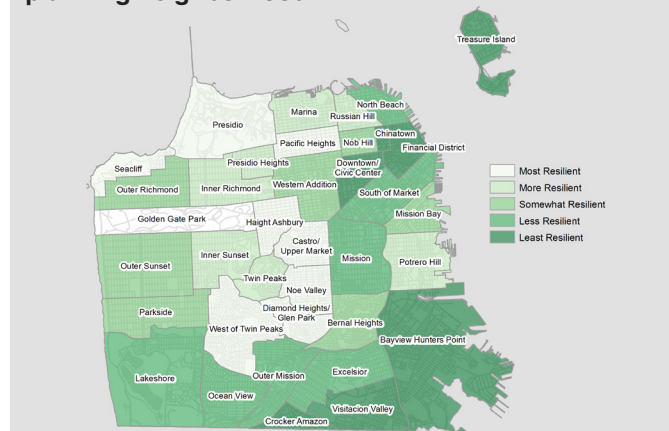 Treasure Island
North Beach
Marina
Russian Hill
Presidio
Chinatown
Pacific Heights
Nob Hill
Financial District
Presidio Heights
Downtown/
Civic Center
Seacliff
Outer Richmond
Inner Richmond
Western Addition
South of Market
Mission Bay
Golden Gate Park
Haight Ashbury
Castro/
Upper Market
Inner Sunset
Mission
Potrero Hill
Outer Sunset
Twin Peaks
Noe Valley
Diamond Heights/
Glen Park
Parkside
West of Twin Peaks
Bernal Heights
Bayview Hunters Point
Lakeshore
Outer Mission
Excelsior
Ocean View
Visitacion Valley
Crocker Amazon
Most Resilient
More Resilient
Somewhat Resilient
Less Resilient
Least Resilient